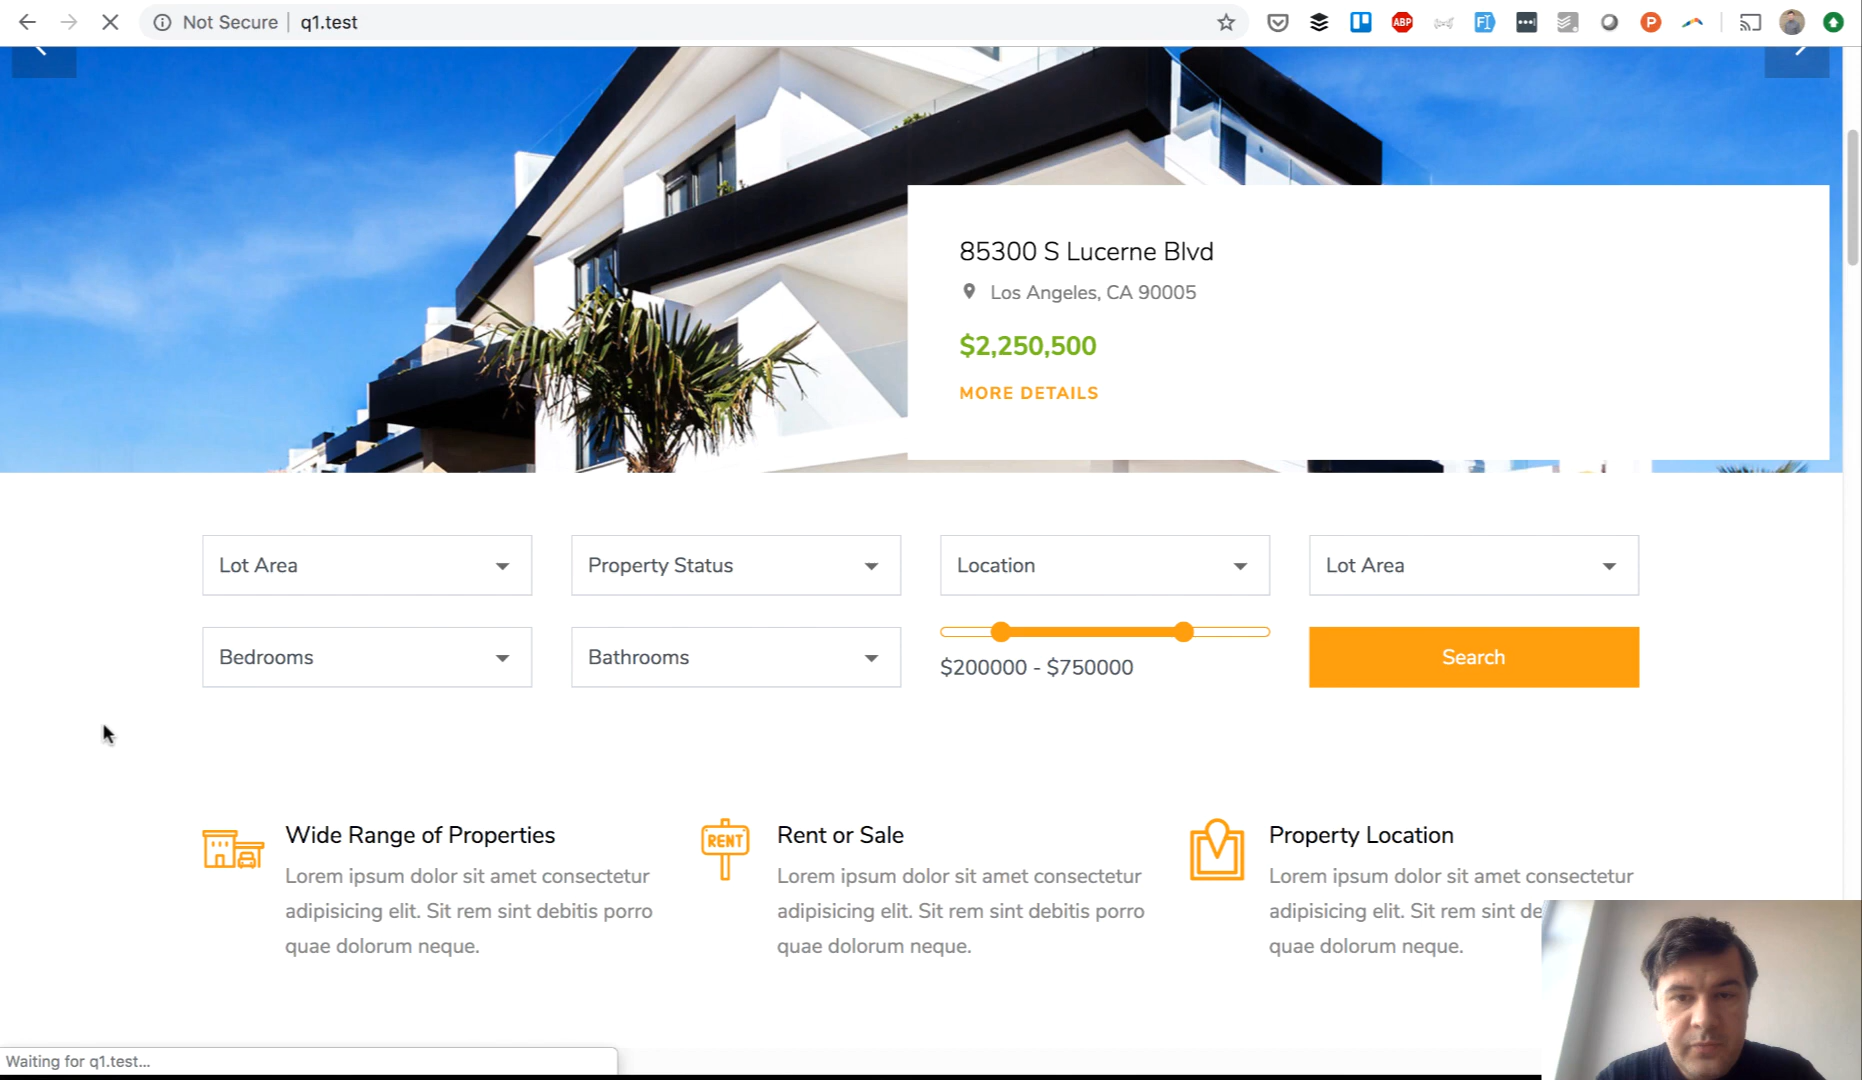 Not Secure | q1.test
ABP
P
85300 S Lucerne Blvd
Los Angeles, CA 90005
$2,250,500
MORE DETAILS
Lot Area
Property Status
Location
Lot Area
Bedrooms
Bathrooms
$200000 - $750000
Search
Wide Range of Properties
Lorem ipsum dolor sit amet consectetur
adipisicing elit. Sit rem sint debitis porro
quae dolorum neque.
RENT
Rent or Sale
Lorem ipsum dolor sit amet consectetur
adipisicing elit. Sit rem sint debitis porro
quae dolorum neque.
Property Location
Lorem ipsum dolor sit amet consectetur
adipisicing elit. Sit rem sint de
quae dolorum neque.
Waiting for q1.test...